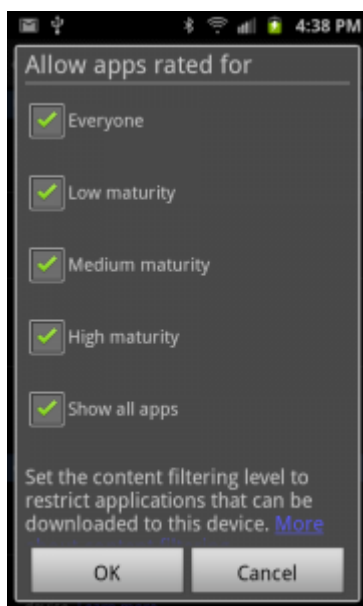 4:38 PM
Allow apps rated for
Everyone
Low maturity
Medium maturity
High maturity
Show all apps
Set the content filtering level to
restrict applications that can be
downloaded to this device. More
OK
Cancel